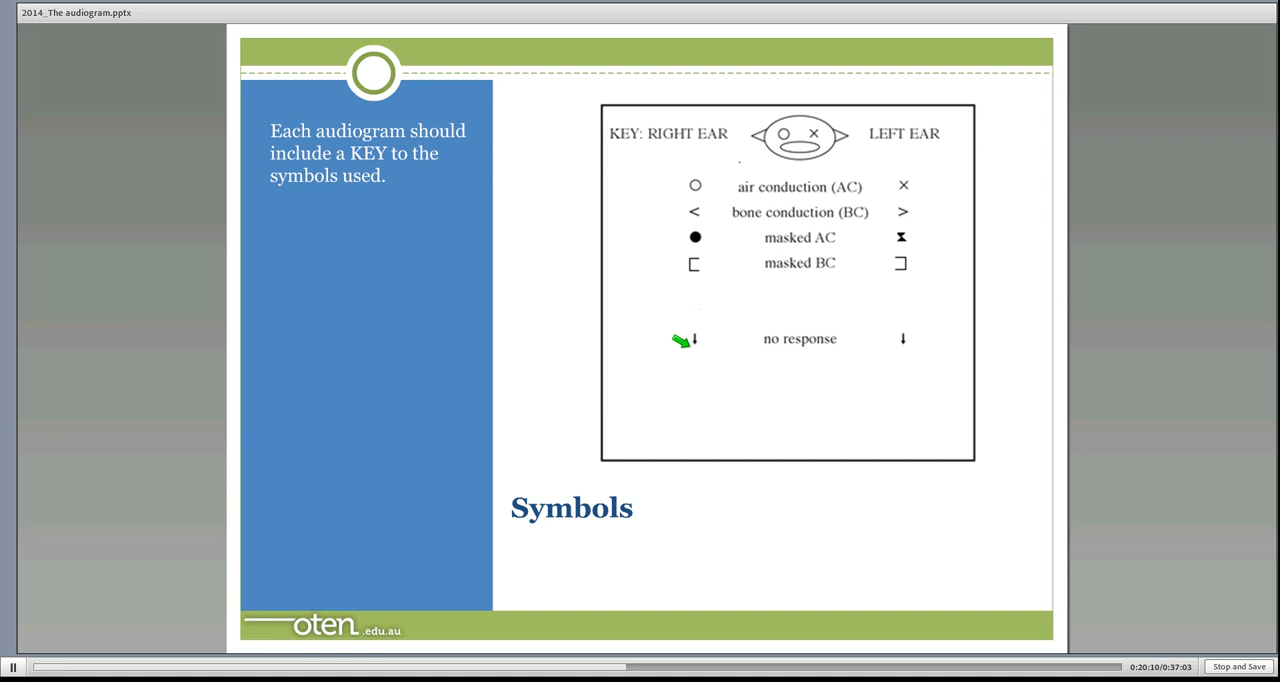 2014_The audiogram.pptx
Each audiogram should
include a KEY to the
symbols used.
KEY: RIGHT EAR LEFT EAR
air conduction (AC) ×
< bone conduction (BC) >
masked AC
masked BC
no response
Symbols
oten.edu.au
0:20:10/0:37:03 Stop and Save